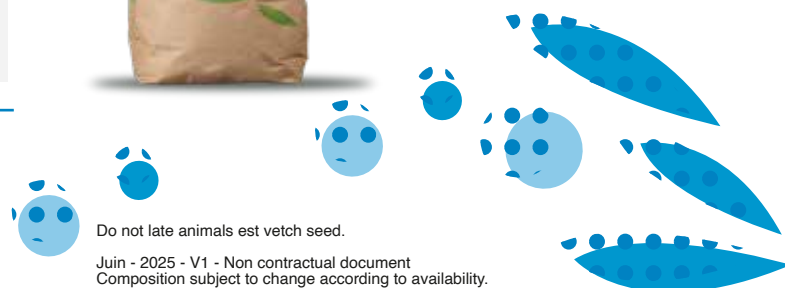 Do not late animals est vetch seed.
Juin - 2025 - V1 - Non contractual document
Composition subject to change according to availability.